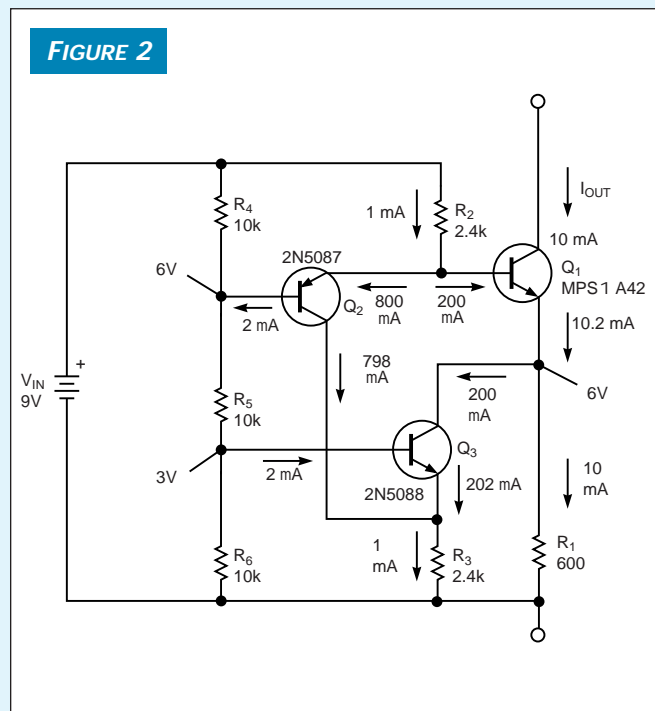 FIGURE 2
R4
10k
1 mA
R2
2.4k
IOUT
10 mA
2N5087
6V
Q1
MPS1 A42
Q2
2 mA
800
mA
200
mA
10.2 mA
798
mA
VIN
9V
+
R5
10k
200
mA
6V
Q3
3V
2 mA
2N5088
202 mA
10
mA
R6
10k
1
mA
R3
2.4k
R1
600